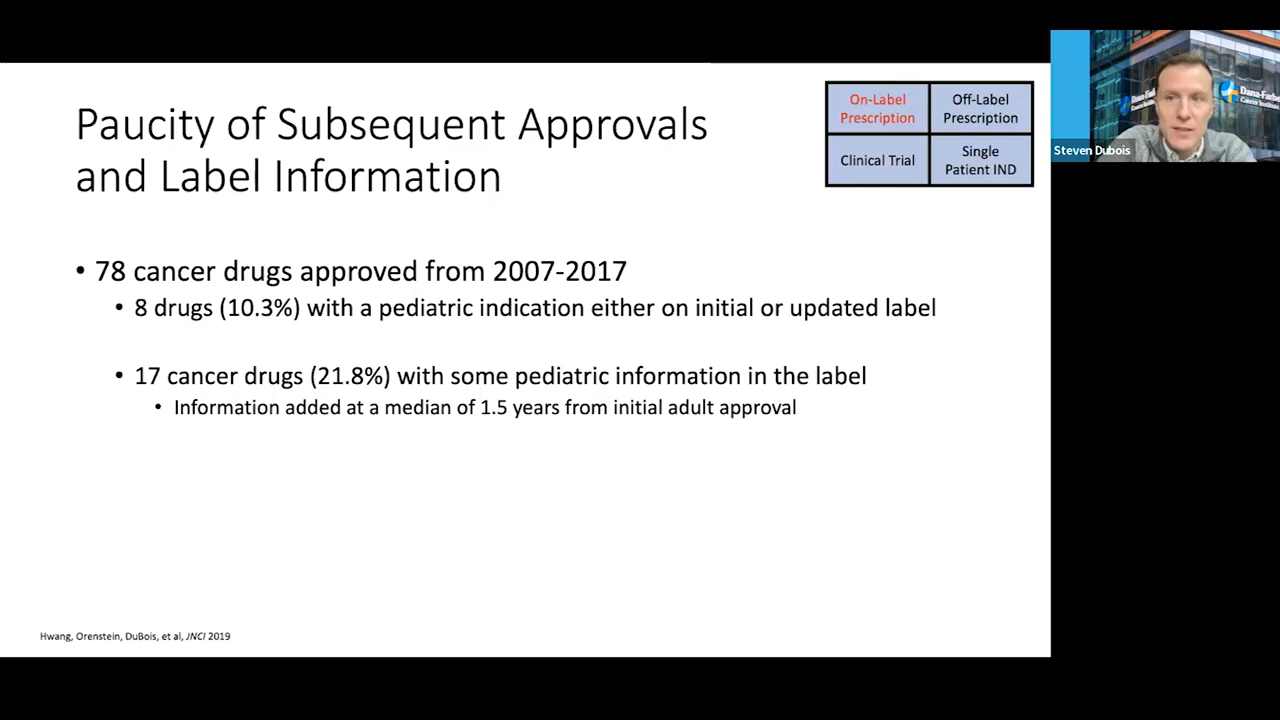 Paucity of Subsequent Approvals
and Label Information
On-Label
Prescription
Off-Label
Prescription
Clinical Trial
Single
Patient IND
• 78 cancer drugs approved from 2007-2017
• 8 drugs (10.3%) with a pediatric indication either on initial or updated label
• 17 cancer drugs (21.8%) with some pediatric information in the label
• Information added at a median of 1.5 years from initial adult approval
Hwang, Orenstein, DuBois, et al, JNCI 2019
Steven Dubois